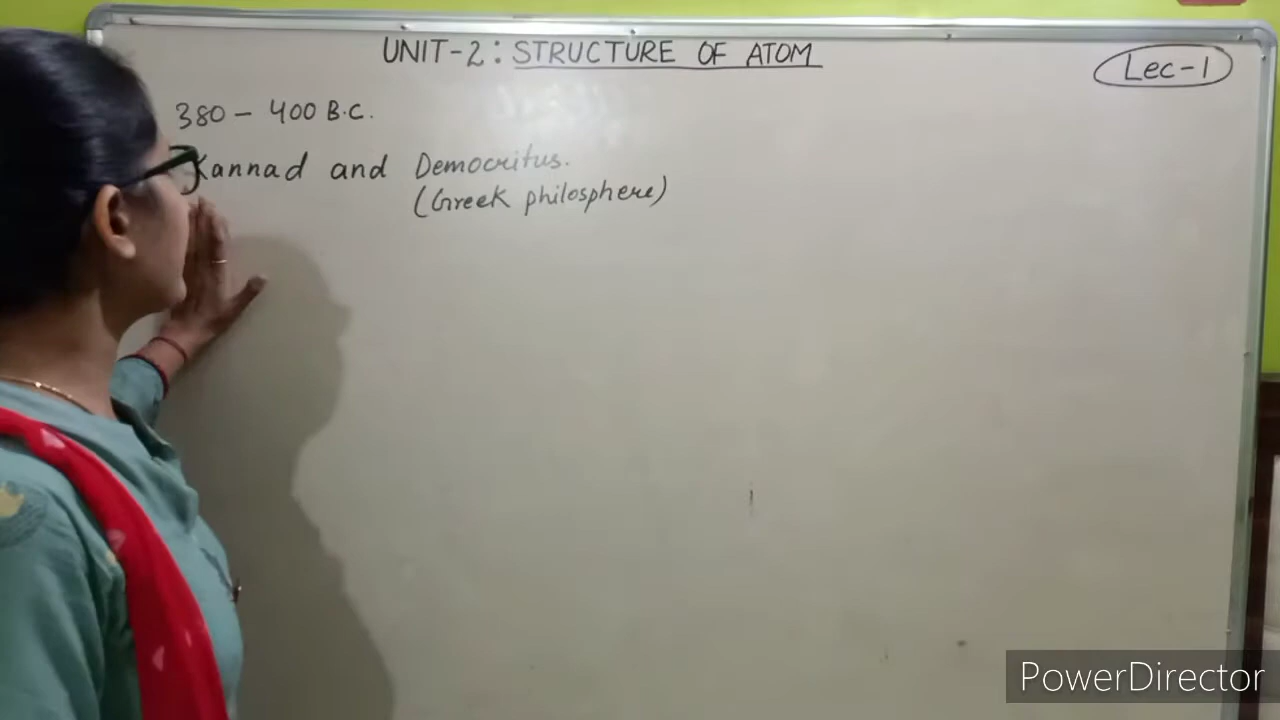 UNIT-2: STRUCTURE OF ATOM
Lec-1
380 - 400 B.C.
Kannad and Democritus.
(Greek philosphere)
PowerDirector